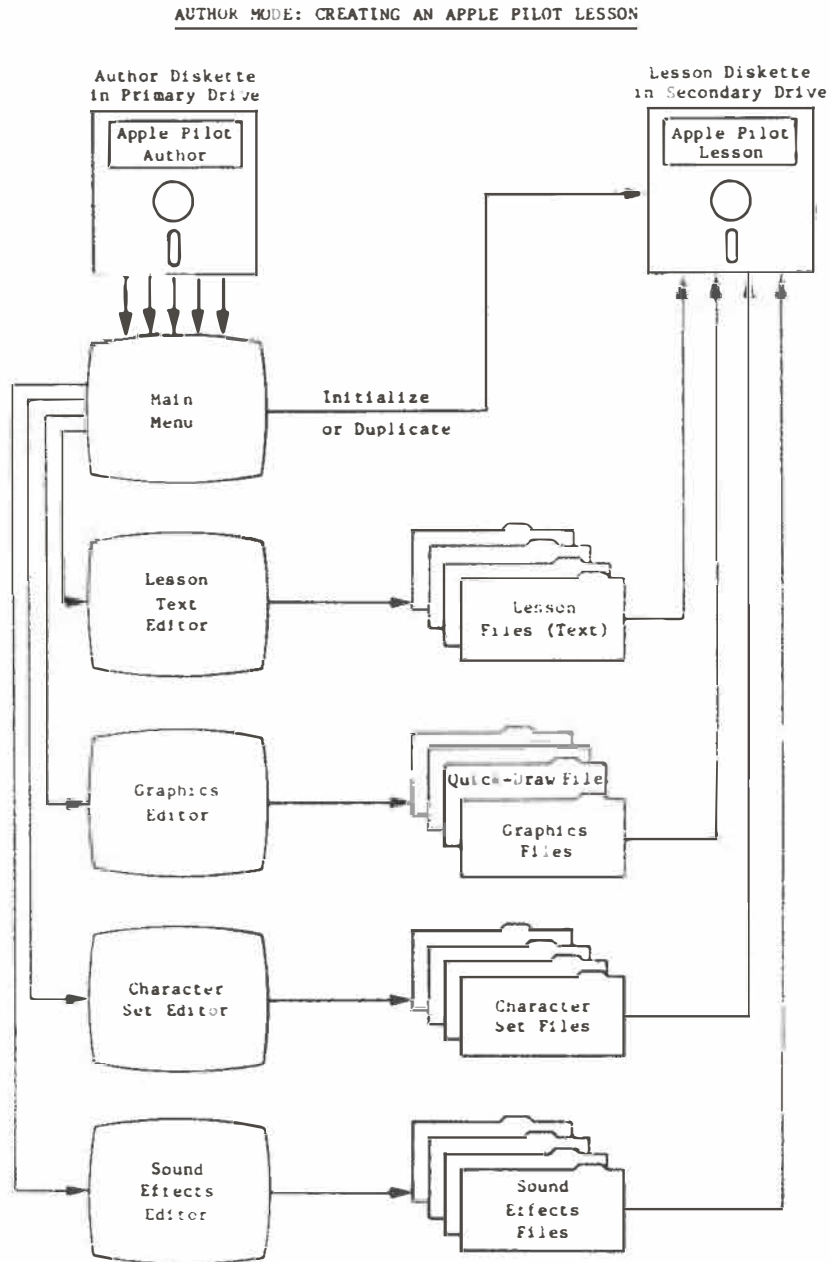 AUTHOR MODE: CREATING AN APPLE PILOT LESSON
Author Diskette
in Primary Drive
Apple Pilot
Author
Lesson Diskette
in Secondary Drive
Apple Pilot
Lesson
Main
Menu
Initialize
or Duplicate
Lesson
Text
Editor
Lesson
Files (Text)
Graphics
Editor
Quick-Draw File
Graphics
Files
Character
Set Editor
Character
Set Files
Sound
Effects
Editor
Sound
Effects
Files